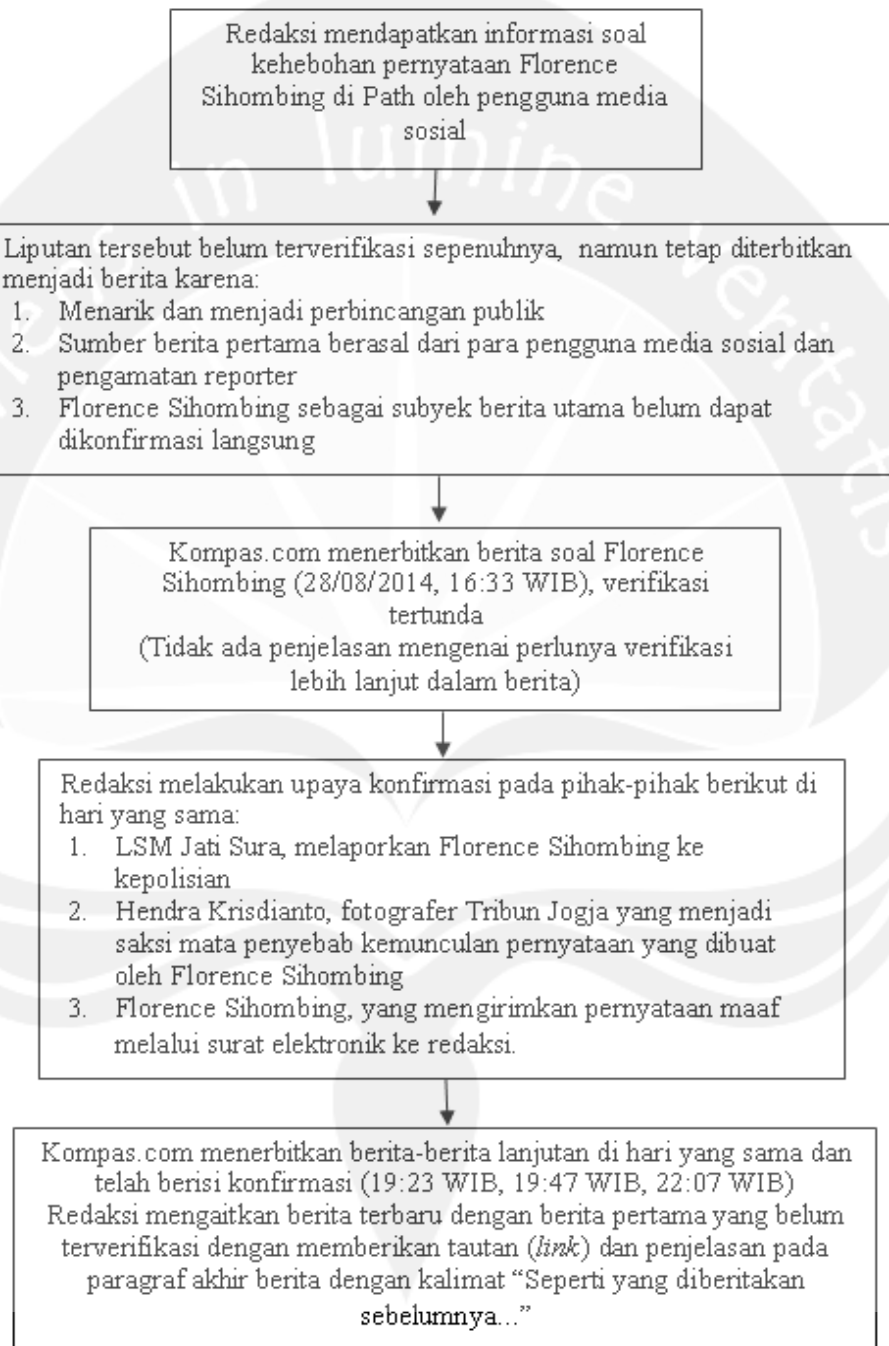 Redaksi mendapatkan informasi soal
kehebohan pernyataan Florence
Sihombing di Path oleh pengguna media
sosial
Liputan tersebut belum terverifikasi sepenuhnya, namun tetap diterbitkan
menjadi berita karena:
1. Menarik dan menjadi perbincangan publik
2. Sumber berita pertama berasal dari para pengguna media sosial dan
pengamatan reporter
3. Florence Sihombing sebagai subyek berita utama belum dapat
dikonfirmasi langsung
Kompas.com menerbitkan berita soal Florence
Sihombing (28/08/2014, 16:33 WIB), verifikasi
tertunda
(Tidak ada penjelasan mengenai perlunya verifikasi
lebih lanjut dalam berita)
Redaksi melakukan upaya konfirmasi pada pihak-pihak berikut di
hari yang sama:
1. LSM Jati Sura, melaporkan Florence Sihombing ke
kepolisian
2. Hendra Krisdianto, fotografer Tribun Jogja yang menjadi
saksi mata penyebab kemunculan pernyataan yang dibuat
oleh Florence Sihombing
3. Florence Sihombing, yang mengirimkan pernyataan maaf
melalui surat elektronik ke redaksi.
Kompas.com menerbitkan berita-berita lanjutan di hari yang sama dan
telah berisi konfirmasi (19:23 WIB, 19:47 WIB, 22:07 WIB)
Redaksi mengaitkan berita terbaru dengan berita pertama yang belum
terverifikasi dengan memberikan tautan (link) dan penjelasan pada
paragraf akhir berita dengan kalimat “Seperti yang diberitakan
sebelumnya...”
in lumine veritatis